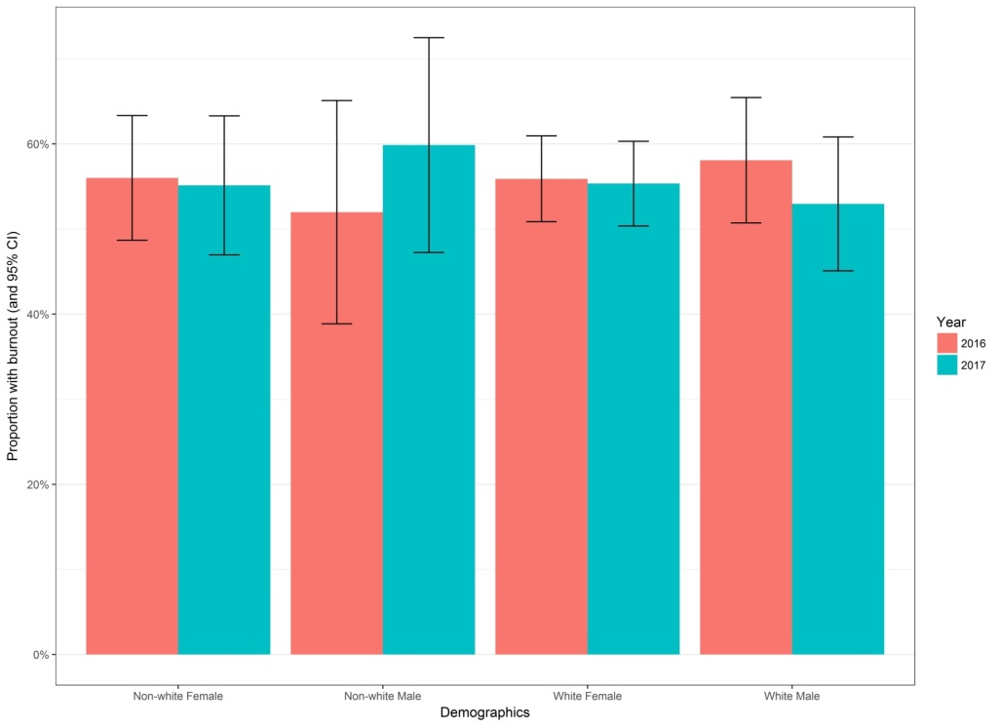 Proportion with burnout (and 95% CI)
60%
40%
20%
0%
Non-white Female
Non-white Male
White Female
White Male
Demographics
Year
2016
2017